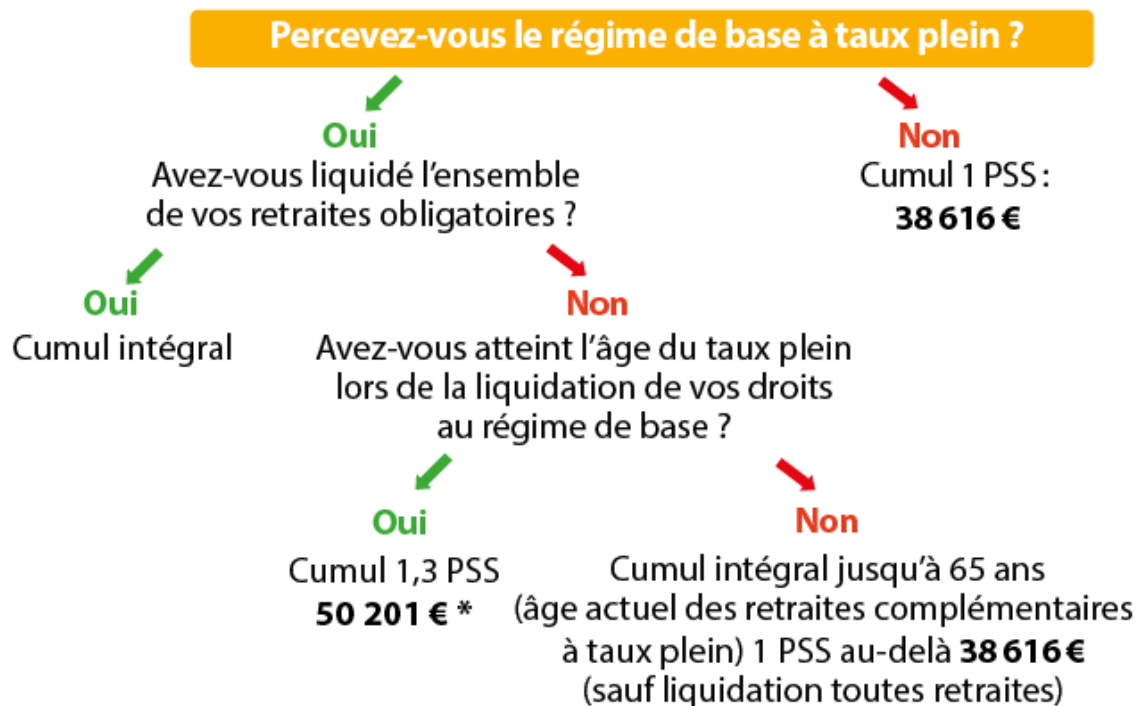 Percevez-vous le régime de base à taux plein ?
Oui
Avez-vous liquidé l'ensemble
de vos retraites obligatoires ?
Non
Cumul 1 PSS :
38 616 €
Oui
Cumul intégral
Non
Avez-vous atteint l'âge du taux plein
lors de la liquidation de vos droits
au régime de base ?
Oui
Cumul 1,3 PSS
50 201 € *
Non
Cumul intégral jusqu'à 65 ans
(âge actuel des retraites complémentaires
à taux plein) 1 PSS au-delà 38 616 €
(sauf liquidation toutes retraites)